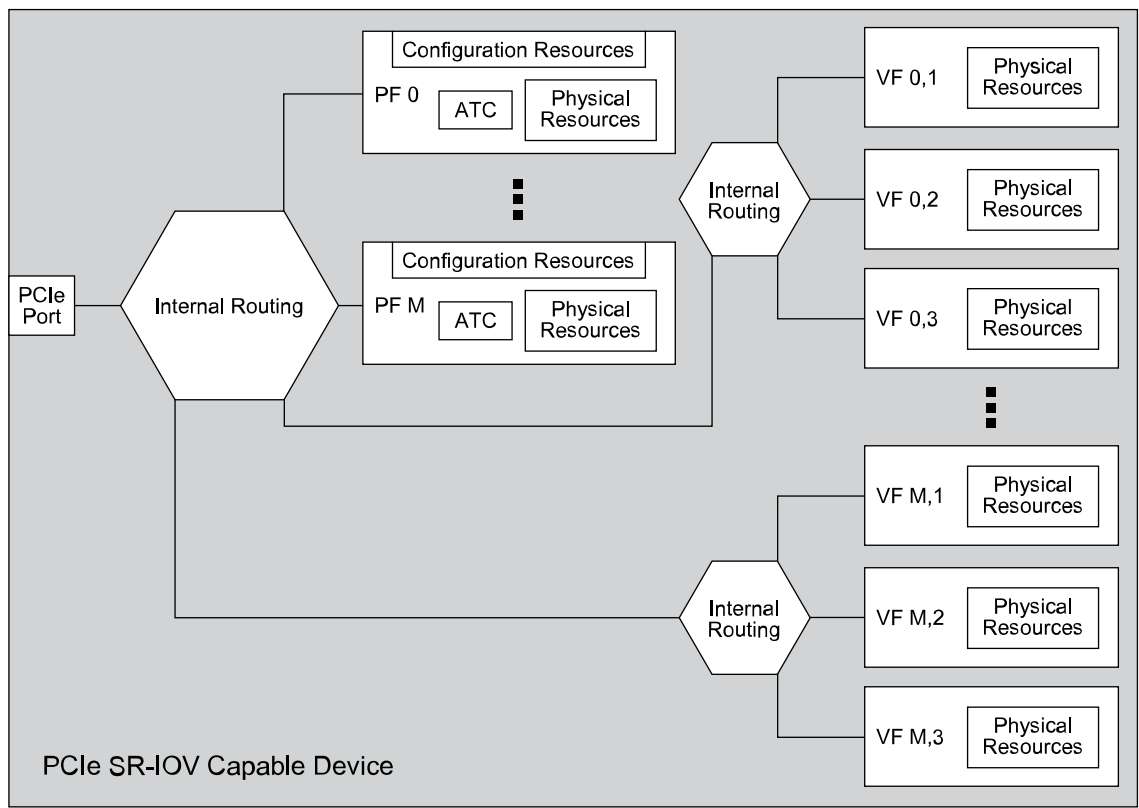 Configuration Resources
PF 0
ATC
Physical
Resources
Configuration Resources
PF M
ATC
Physical
Resources
PCIe
Port
Internal Routing
Internal
Routing
VF 0,1
Physical
Resources
VF 0,2
Physical
Resources
VF 0,3
Physical
Resources
Internal
Routing
VF M,1
Physical
Resources
VF M,2
Physical
Resources
VF M,3
Physical
Resources
PCIe SR-IOV Capable Device